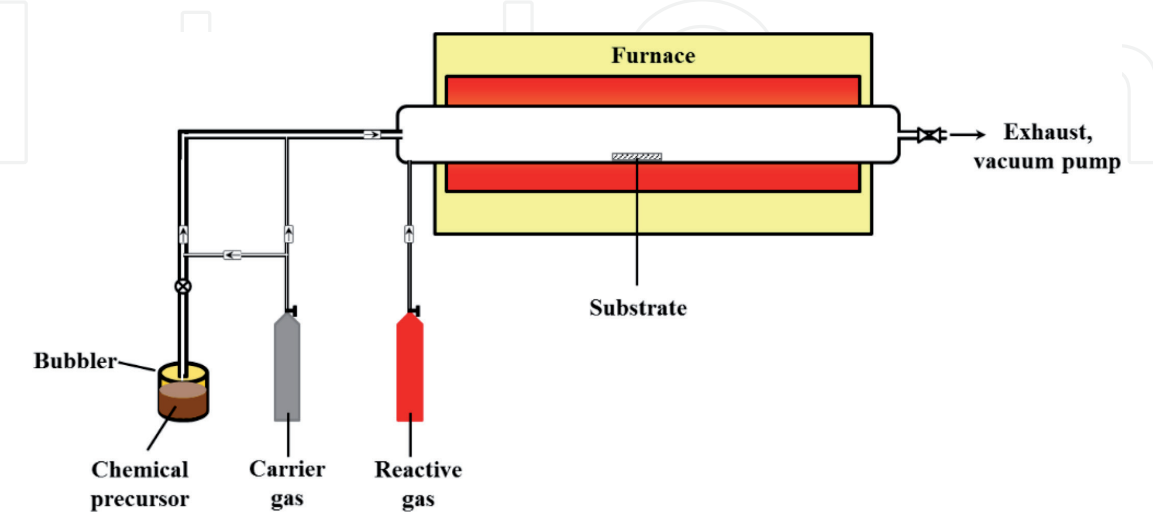 Furnace
Exhaust,
vacuum pump
Substrate
Bubbler
Chemical
precursor
Carrier
gas
Reactive
gas